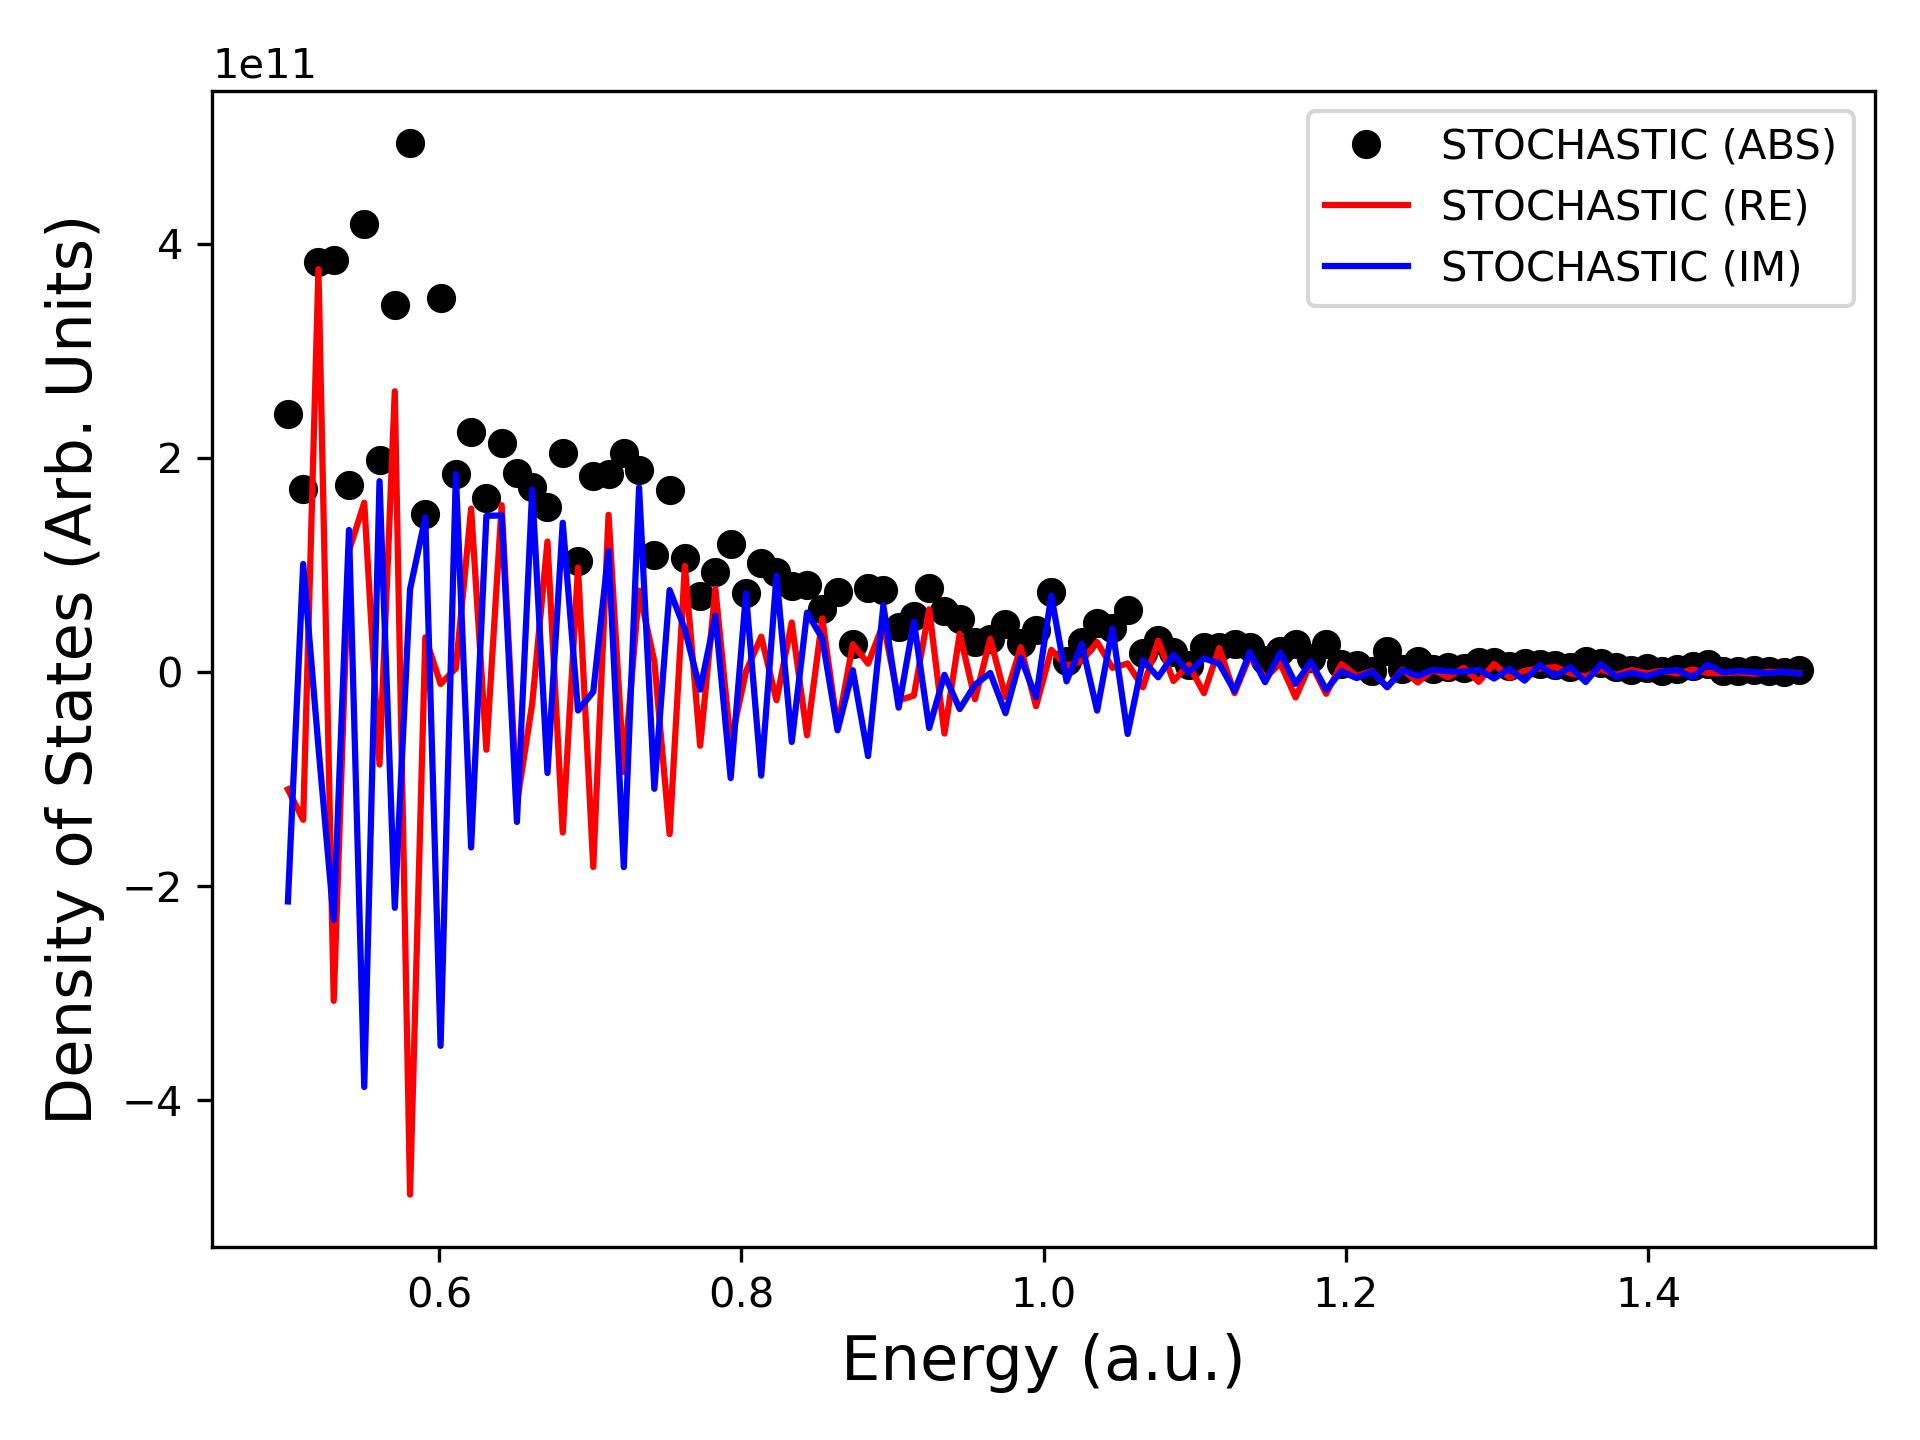 1e11
STOCHASTIC (ABS)
STOCHASTIC (RE)
STOCHASTIC (IM)
Density of States (Arb. Units)
4
2
0
−2
−4
0.6 0.8 1.0 1.2 1.4
Energy (a.u.)